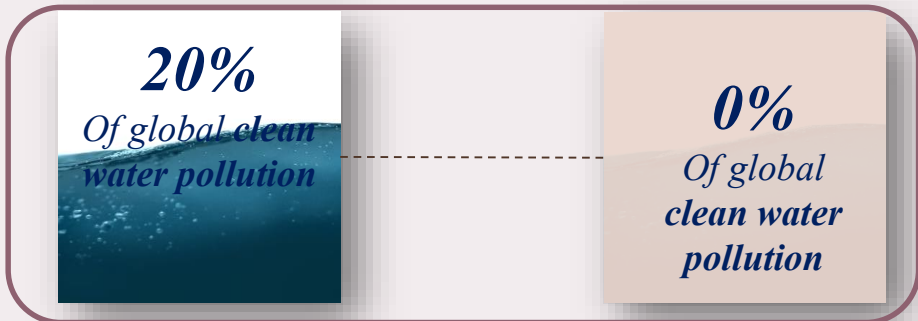 20%
Of global clean
water pollution
0%
Of global
clean water
pollution